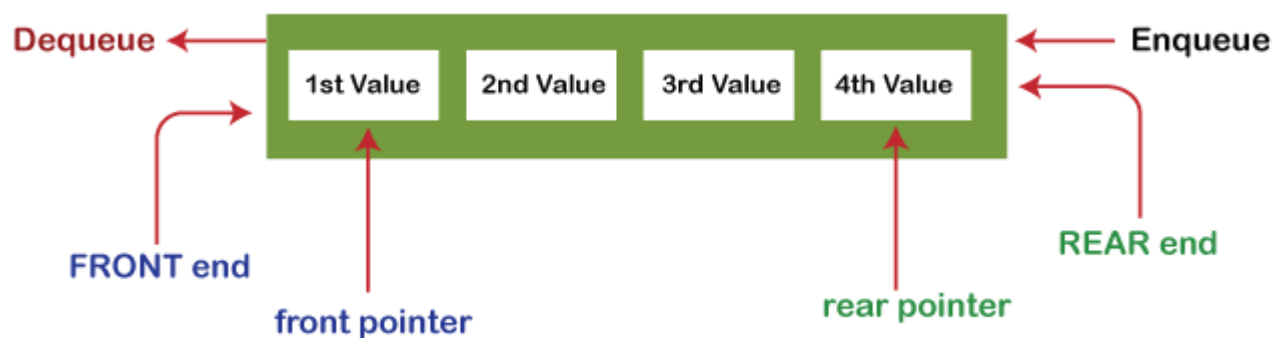 Dequeue
Enqueue
1st Value
2nd Value
3rd Value
4th Value
FRONT end
REAR end
front pointer
rear pointer